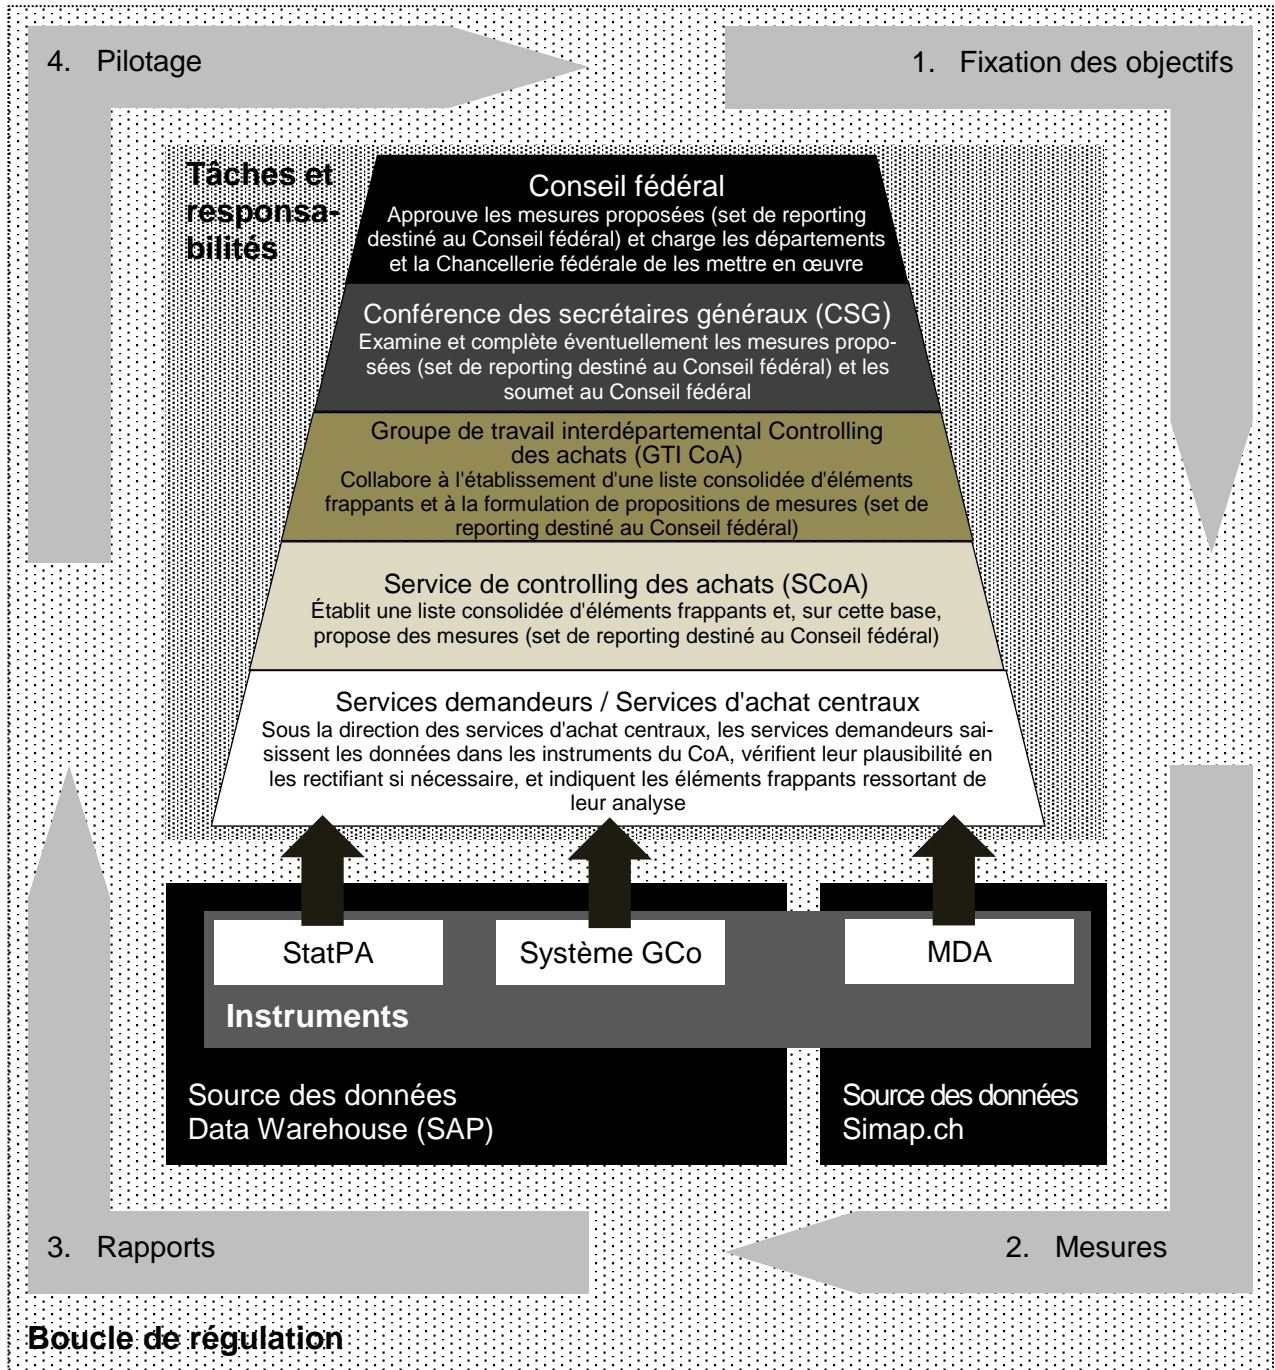 4. Pilotage
1. Fixation des objectifs
Tâches et
responsa-
bilités
Conseil fédéral
Approuve les mesures proposées (set de reporting
destiné au Conseil fédéral) et charge les départements
et la Chancellerie fédérale de les mettre en œuvre
Conférence des secrétaires généraux (CSG)
Examine et complète éventuellement les mesures propo-
sées (set de reporting destiné au Conseil fédéral) et les
soumet au Conseil fédéral
Groupe de travail interdépartemental Controlling
des achats (GTI CoA)
Collabore à l'établissement d'une liste consolidée d'éléments
frappants et à la formulation de propositions de mesures (set de
reporting destiné au Conseil fédéral)
Service de controlling des achats (SCoA)
Établit une liste consolidée d'éléments frappants et, sur cette base,
propose des mesures (set de reporting destiné au Conseil fédéral)
Services demandeurs / Services d'achat centraux
Sous la direction des services d'achat centraux, les services demandeurs sai-
sissent les données dans les instruments du CoA, vérifient leur plausibilité en
les rectifiant si nécessaire, et indiquent les éléments frappants ressortant de
leur analyse
StatPA
Système GCo
MDA
Instruments
Source des données
Data Warehouse (SAP)
Source des données
Simap.ch
3. Rapports
2. Mesures
Boucle de régulation